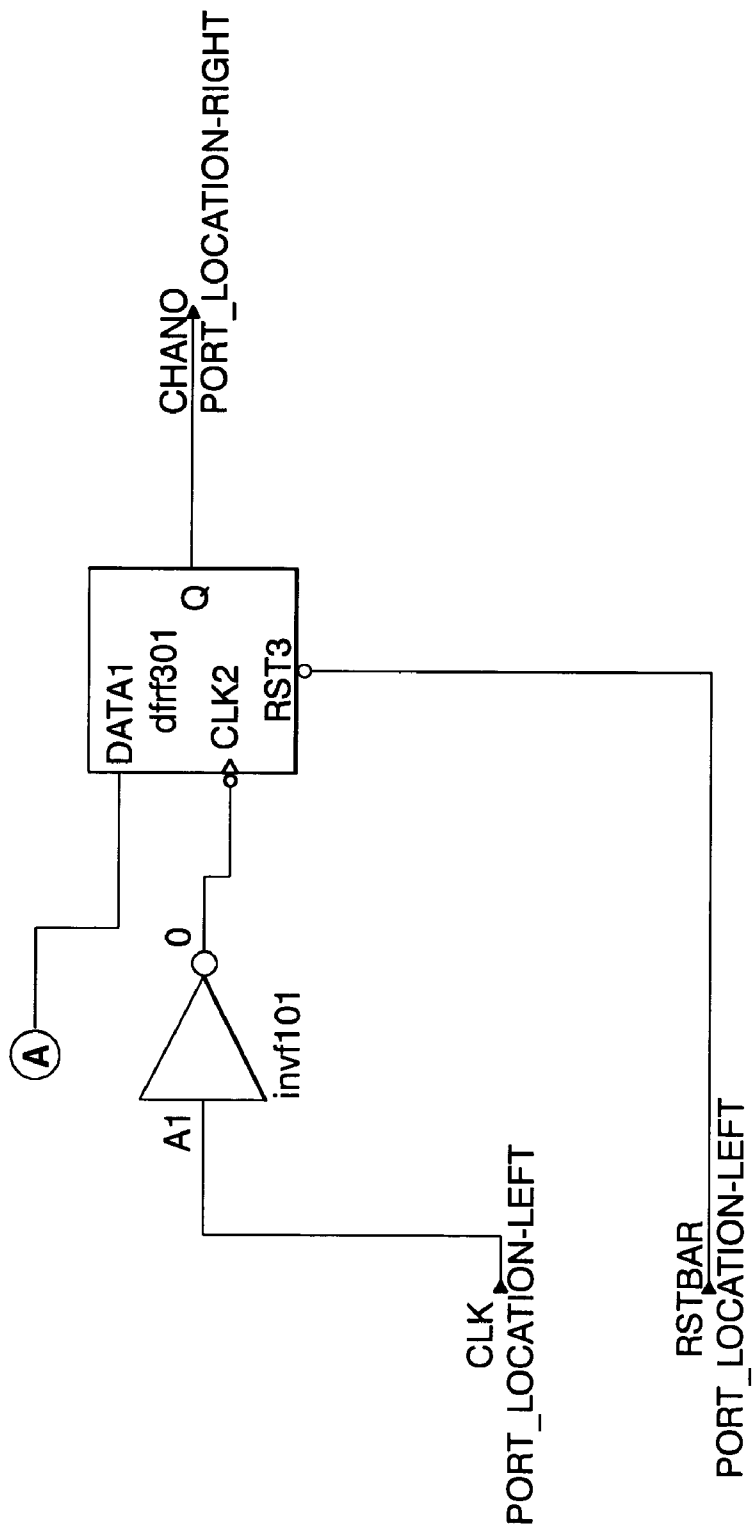 A
DATA1
dfrf301
Q
CLK2
RST3
CHANO
PORT_LOCATION-RIGHT
A1
0
invf101
CLK
PORT_LOCATION-LEFT
RSTBAR
PORT_LOCATION-LEFT